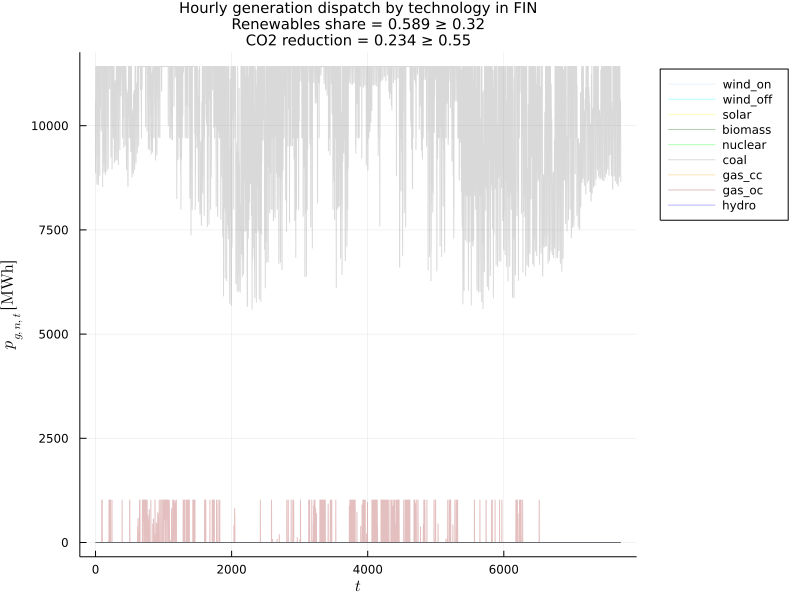 Hourly generation dispatch by technology in FIN
Renewables share = 0.589 ≥ 0.32
CO2 reduction = 0.234 ≥ 0.55
p_{g,n,t} [MWh]
10000
7500
5000
2500
0
0 2000 4000 6000
t
wind_on
wind_off
solar
biomass
nuclear
coal
gas_cc
gas_oc
hydro